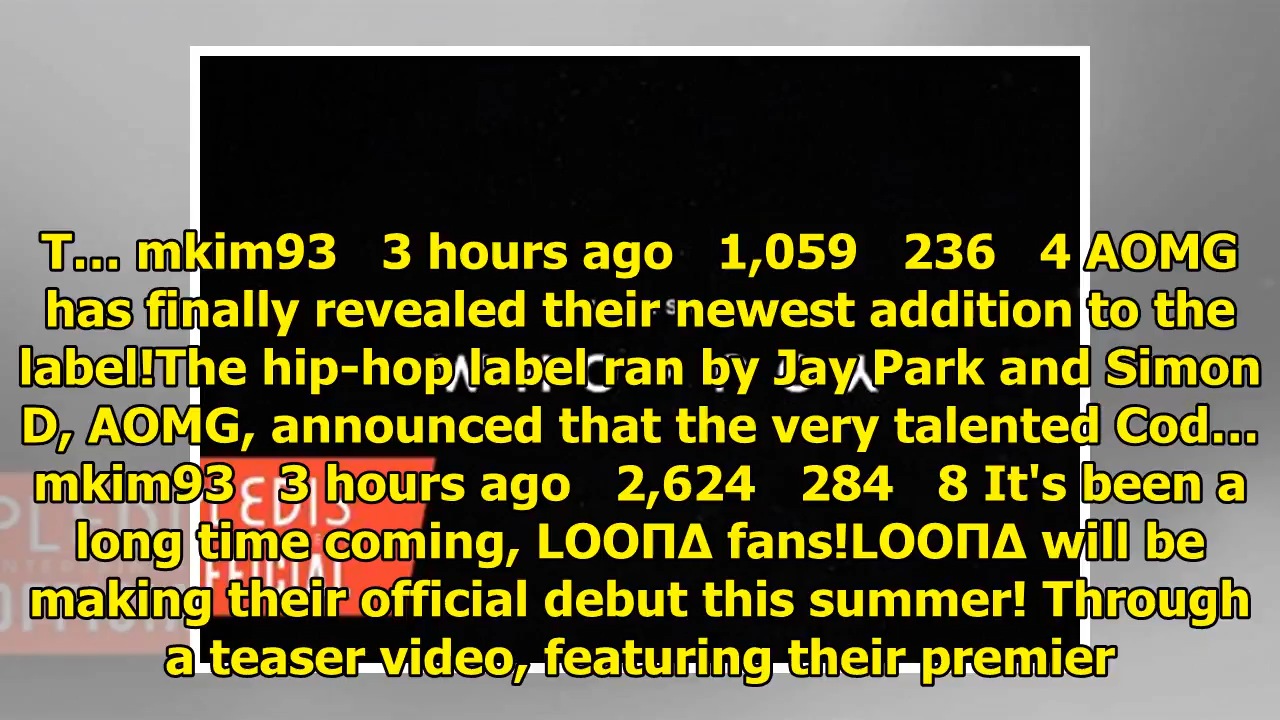 T... mkim93 3 hours ago 1,059 236 4 AOMG
has finally revealed their newest addition to the
label!The hip-hop label ran by Jay Park and Simon
D, AOMG, announced that the very talented Cod...
mkim93 3 hours ago 2,624 284 8 It's been a
long time coming, LOOΠΔ fans!LOOΠΔ will be
making their official debut this summer! Through
a teaser video, featuring their premier